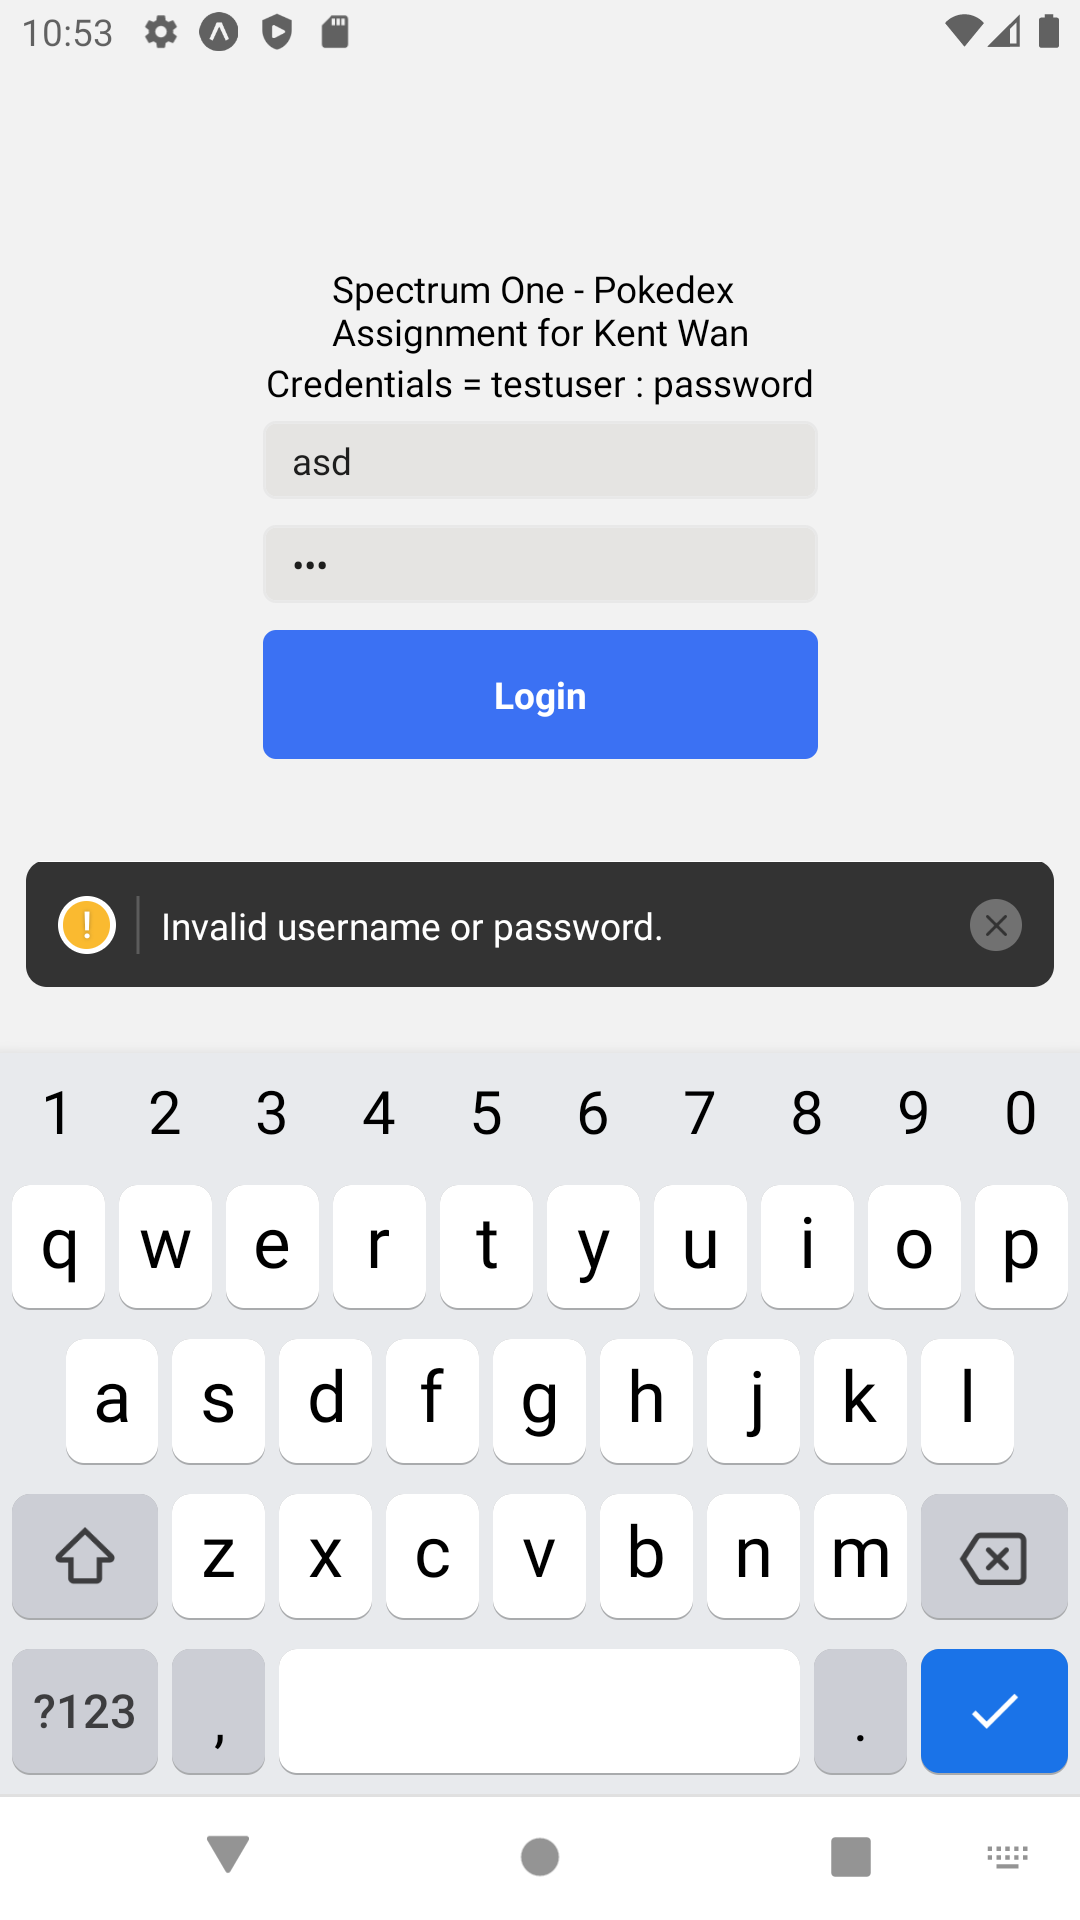 10:53
Spectrum One - Pokedex
Assignment for Kent Wan
Credentials = testuser : password
asd
•••
Login
Invalid username or password.
1 2 3 4 5 6 7 8 9 0
q w e r t y u i o p
a s d f g h j k l
z x c v b n m
?123 , .